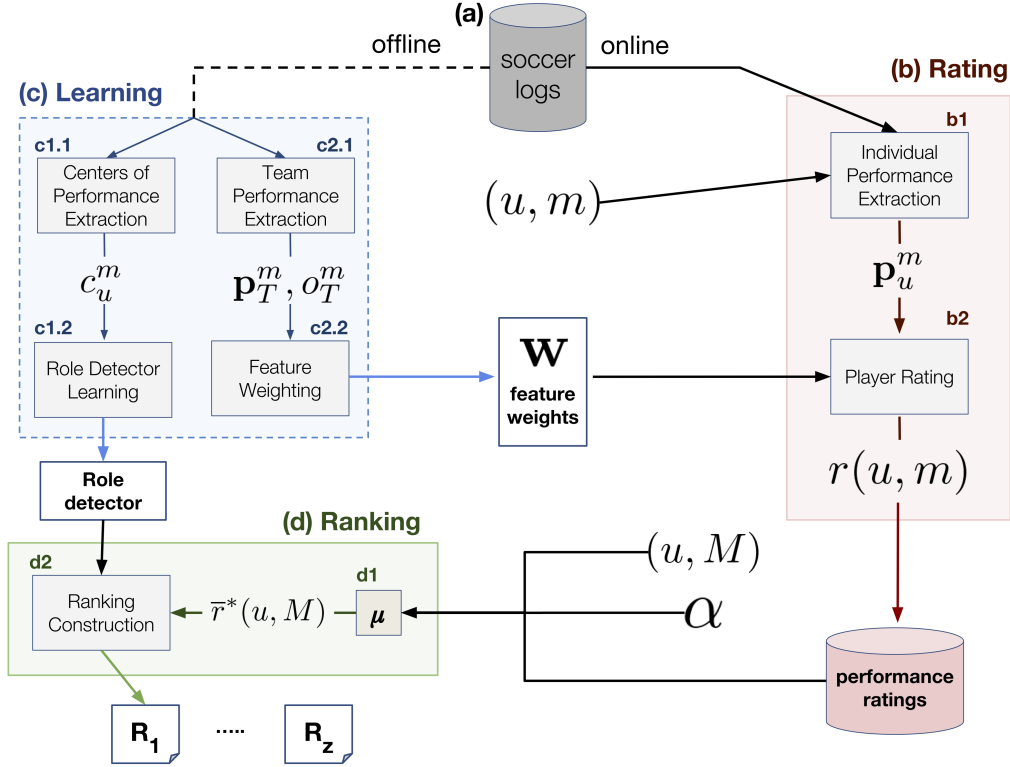 (a)
offline
online
soccer
logs
(b) Rating
(c) Learning
b1
Individual
Performance
Extraction
c1.1
Centers of
Performance
Extraction
c2.1
Team
Performance
Extraction
(u, m)
p_u^m
c_u^m
p_T^m, o_T^m
b2
Player Rating
c1.2
Role Detector
Learning
c2.2
Feature
Weighting
w
feature
weights
r(u, m)
Role
detector
(d) Ranking
(u, M)
d2
Ranking
Construction
r̅*(u, M)
d1
μ
α
performance
ratings
R1
.....
Rz